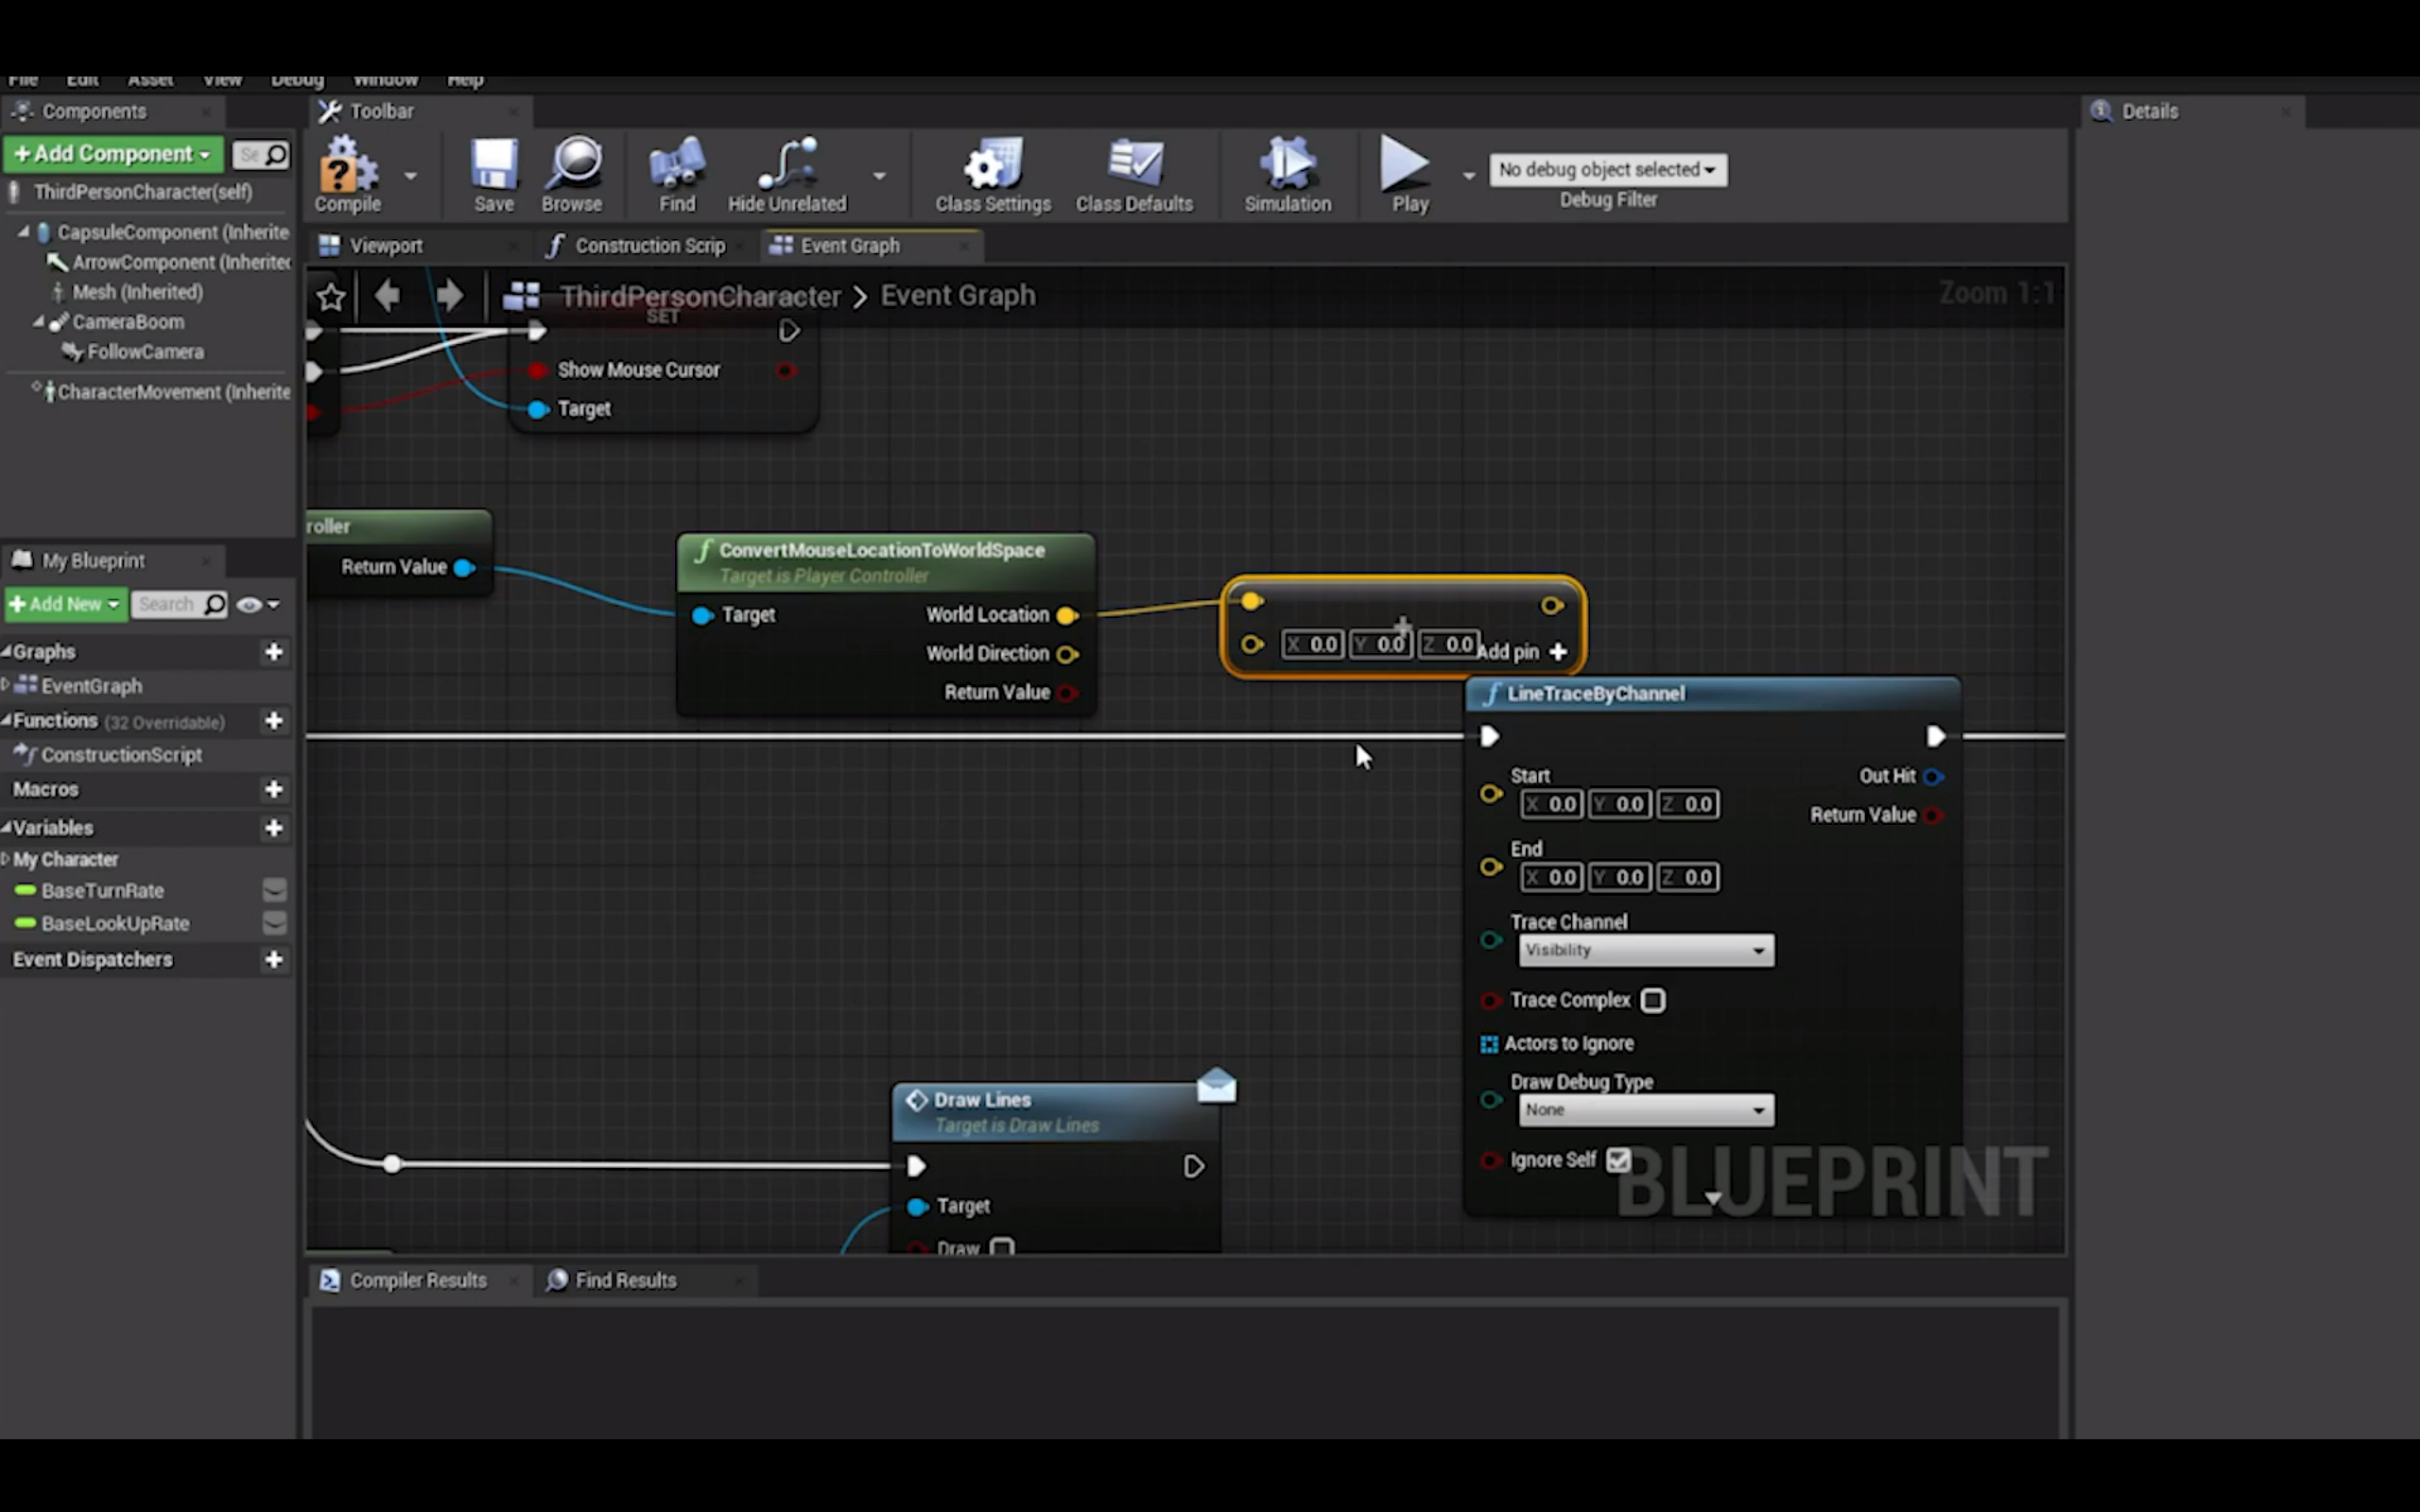 File Edit Asset View Debug Window Help
Components
Toolbar
Details
+Add Component
Se
ThirdPersonCharacter(self)
CapsuleComponent (Inherite
ArrowComponent (Inherited
Mesh (Inherited)
CameraBoom
FollowCamera
CharacterMovement (Inherite
Compile
Save
Browse
Find
Hide Unrelated
Class Settings
Class Defaults
Simulation
Play
No debug object selected
Debug Filter
Viewport
Construction Scrip
Event Graph
ThirdPersonCharacter > Event Graph
Zoom 1:1
SET
Show Mouse Cursor
Target
roller
Return Value
ConvertMouseLocationToWorldSpace
Target is Player Controller
Target
World Location
World Direction
Return Value
X 0.0 Y 0.0 Z 0.0
Add pin +
LineTraceByChannel
Start
X 0.0 Y 0.0 Z 0.0
Out Hit
Return Value
End
X 0.0 Y 0.0 Z 0.0
Trace Channel
Visibility
Trace Complex
Actors to Ignore
Draw Debug Type
None
Ignore Self
BLUEPRINT
Draw Lines
Target is Draw Lines
Target
Draw
My Blueprint
+Add New
Search
Graphs
EventGraph
Functions (32 Overridable)
ConstructionScript
Macros
Variables
My Character
BaseTurnRate
BaseLookUpRate
Event Dispatchers
Compiler Results
Find Results